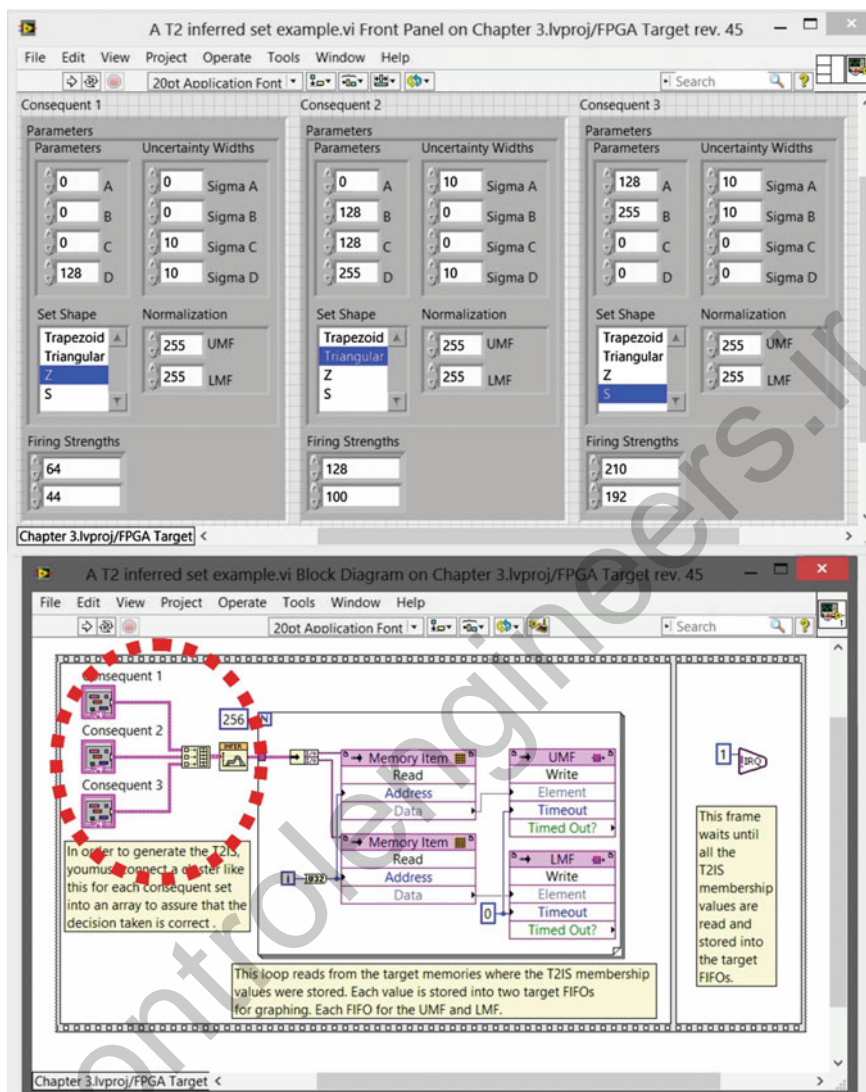 A T2 inferred set example.vi Front Panel on Chapter 3.lvproj/FPGA Target rev. 45
File Edit View Project Operate Tools Window Help
20pt Application Font
Search
Consequent 1
Parameters
Parameters
Uncertainty Widths
0 A
0 Sigma A
0 B
0 Sigma B
0 C
10 Sigma C
128 D
10 Sigma D
Set Shape
Normalization
Trapezoid
Triangular
Z
S
255 UMF
255 LMF
Firing Strengths
64
44
Consequent 2
Parameters
Parameters
Uncertainty Widths
0 A
10 Sigma A
128 B
0 Sigma B
128 C
0 Sigma C
255 D
10 Sigma D
Set Shape
Normalization
Trapezoid
Triangular
Z
S
255 UMF
255 LMF
Firing Strengths
128
100
Consequent 3
Parameters
Parameters
Uncertainty Widths
128 A
10 Sigma A
255 B
10 Sigma B
0 C
0 Sigma C
0 D
0 Sigma D
Set Shape
Normalization
Trapezoid
Triangular
Z
S
255 UMF
255 LMF
Firing Strengths
210
192
Chapter 3.lvproj/FPGA Target
A T2 inferred set example.vi Block Diagram on Chapter 3.lvproj/FPGA Target rev. 45
File Edit View Project Operate Tools Window Help
20pt Application Font
Search
Consequent 1
Consequent 2
Consequent 3
INFER
256 N
Memory Item
Read
Address
Data
Memory Item
Read
Address
Data
i
U32
UMF
Write
Element
Timeout
Timed Out?
LMF
Write
Element
Timeout
Timed Out?
0
1
IRQ
In order to generate the T2IS,
youmust connect a cluster like
this for each consequent set
into an array to assure that the
decision taken is correct .
This loop reads from the target memories where the T2IS membership
values were stored. Each value is stored into two target FIFOs
for graphing. Each FIFO for the UMF and LMF.
This frame
waits until
all the
T2IS
membership
values are
read and
stored into
the target
FIFOs.
Chapter 3.lvproj/FPGA Target
controlengineers.ir